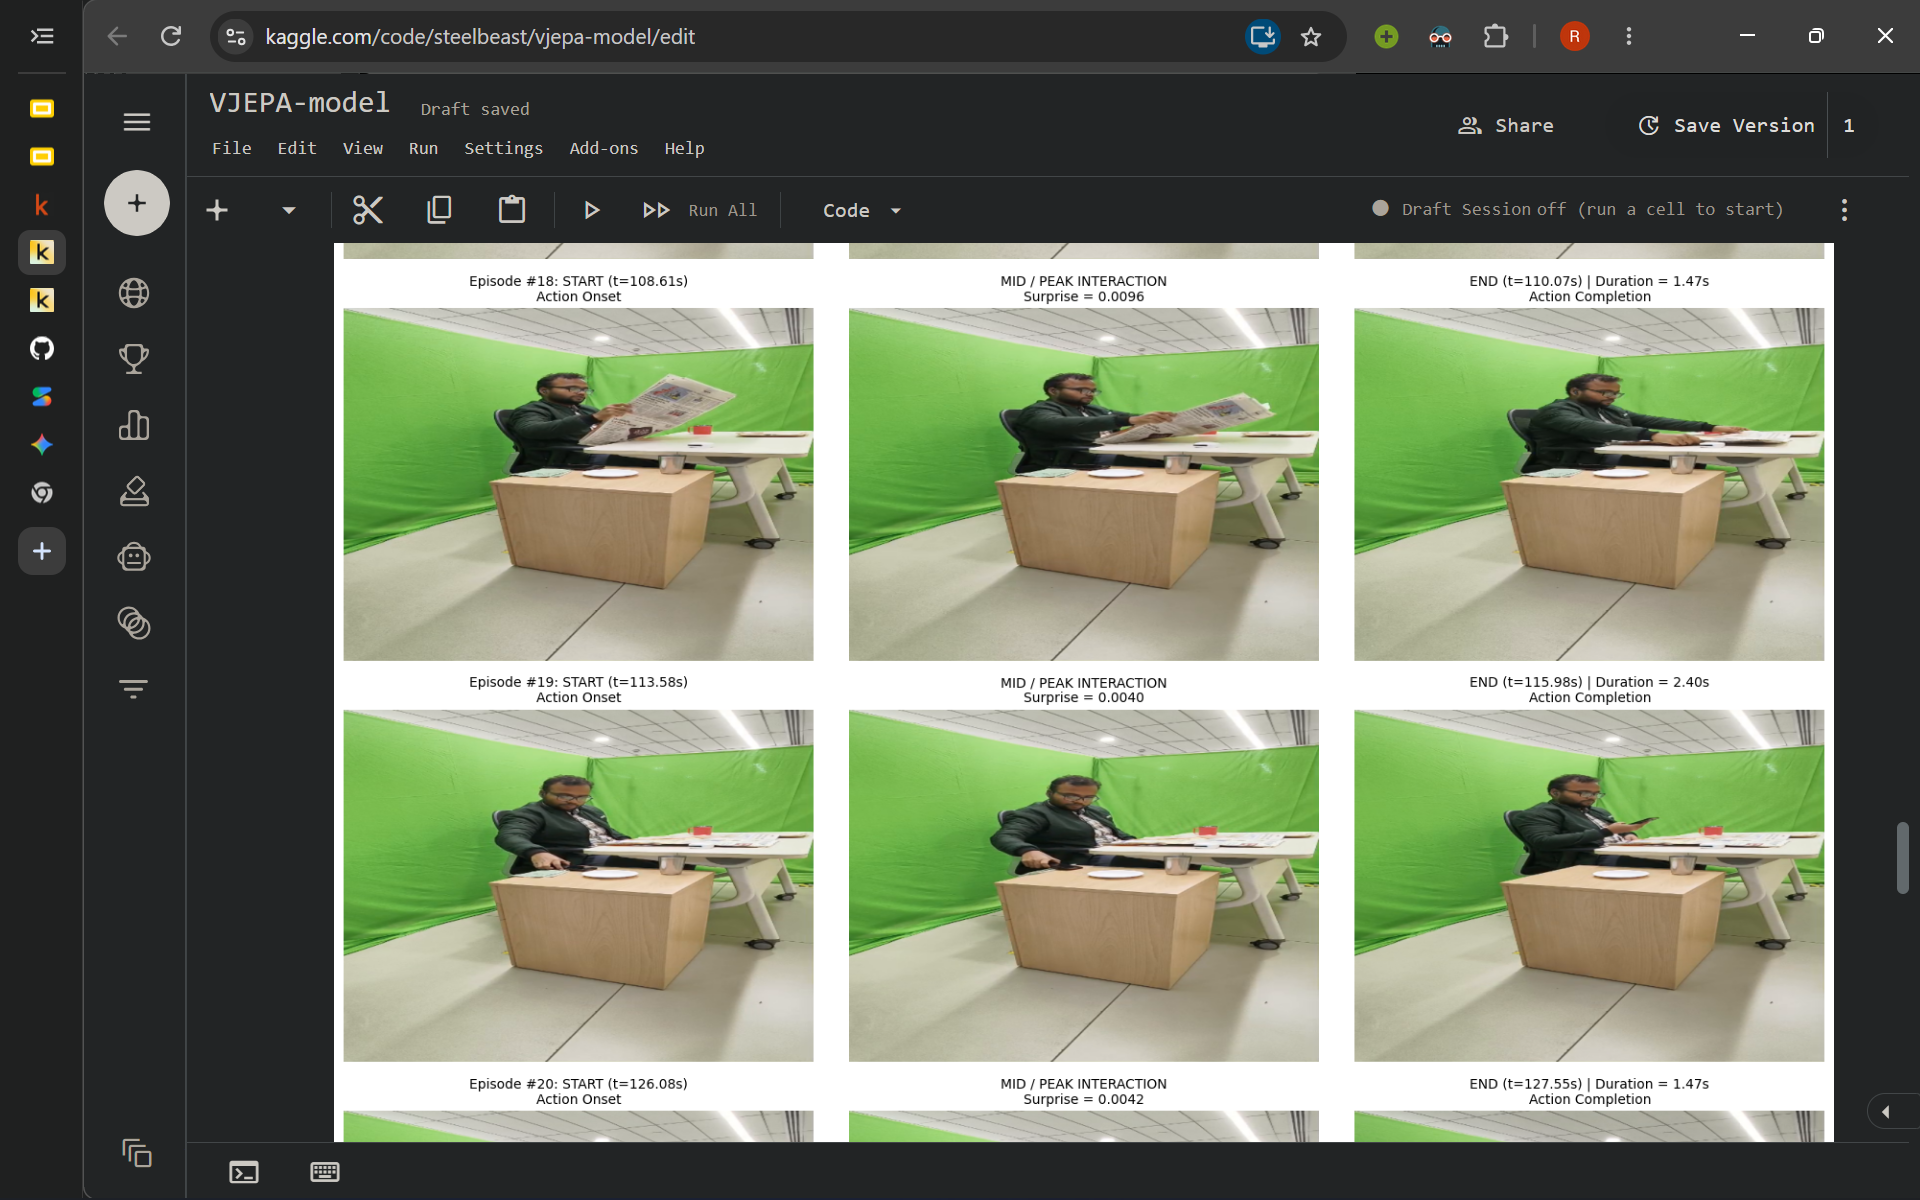 kaggle.com/code/steelbeast/vjepa-model/edit
R
VJEPA-model
Draft saved
File Edit View Run Settings Add-ons Help
Share
Save Version
1
Run All
Code
Draft Session off (run a cell to start)
Episode #18: START (t=108.61s)
Action Onset
MID / PEAK INTERACTION
Surprise = 0.0096
END (t=110.07s) | Duration = 1.47s
Action Completion
Episode #19: START (t=113.58s)
Action Onset
MID / PEAK INTERACTION
Surprise = 0.0040
END (t=115.98s) | Duration = 2.40s
Action Completion
Episode #20: START (t=126.08s)
Action Onset
MID / PEAK INTERACTION
Surprise = 0.0042
END (t=127.55s) | Duration = 1.47s
Action Completion